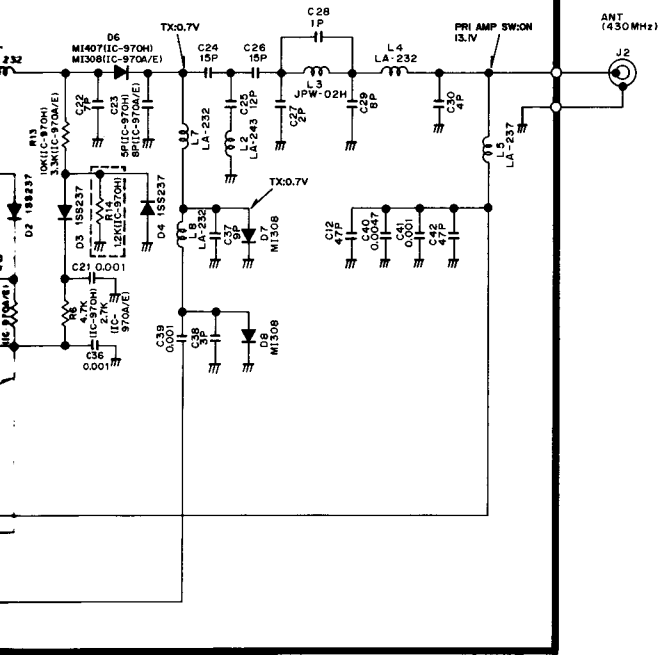 D6
MI407(IC-970H)
MI308(IC-970A/E)
TX:0.7V
C28
1P
PRI AMP SW:ON
13.1V
ANT
(430MHz)
J2
232
C24
15P
C26
15P
L3
JPW-02H
L4
LA-232
R13
10K(IC-970H)
3.3K(IC-970A/E)
C22
7P
C23
5P(IC-970H)
8P(IC-970A/E)
L7
LA-232
C25
12P
L2
LA-243
C27
2P
C29
8P
C30
4P
L5
LA-237
D2 1SS237
D3 1SS237
R14
1.2K(IC-970H)
D4 1SS237
TX:0.7V
L8
LA-232
C37
9P
D7
MI308
C12
47P
C40
0.0047
C41
0.001
C42
47P
C21 0.001
R6
4.7K
(IC-970H)
2.7K
(IC-
970A/E)
C36
0.001
C39
0.001
C38
3P
D8
MI308